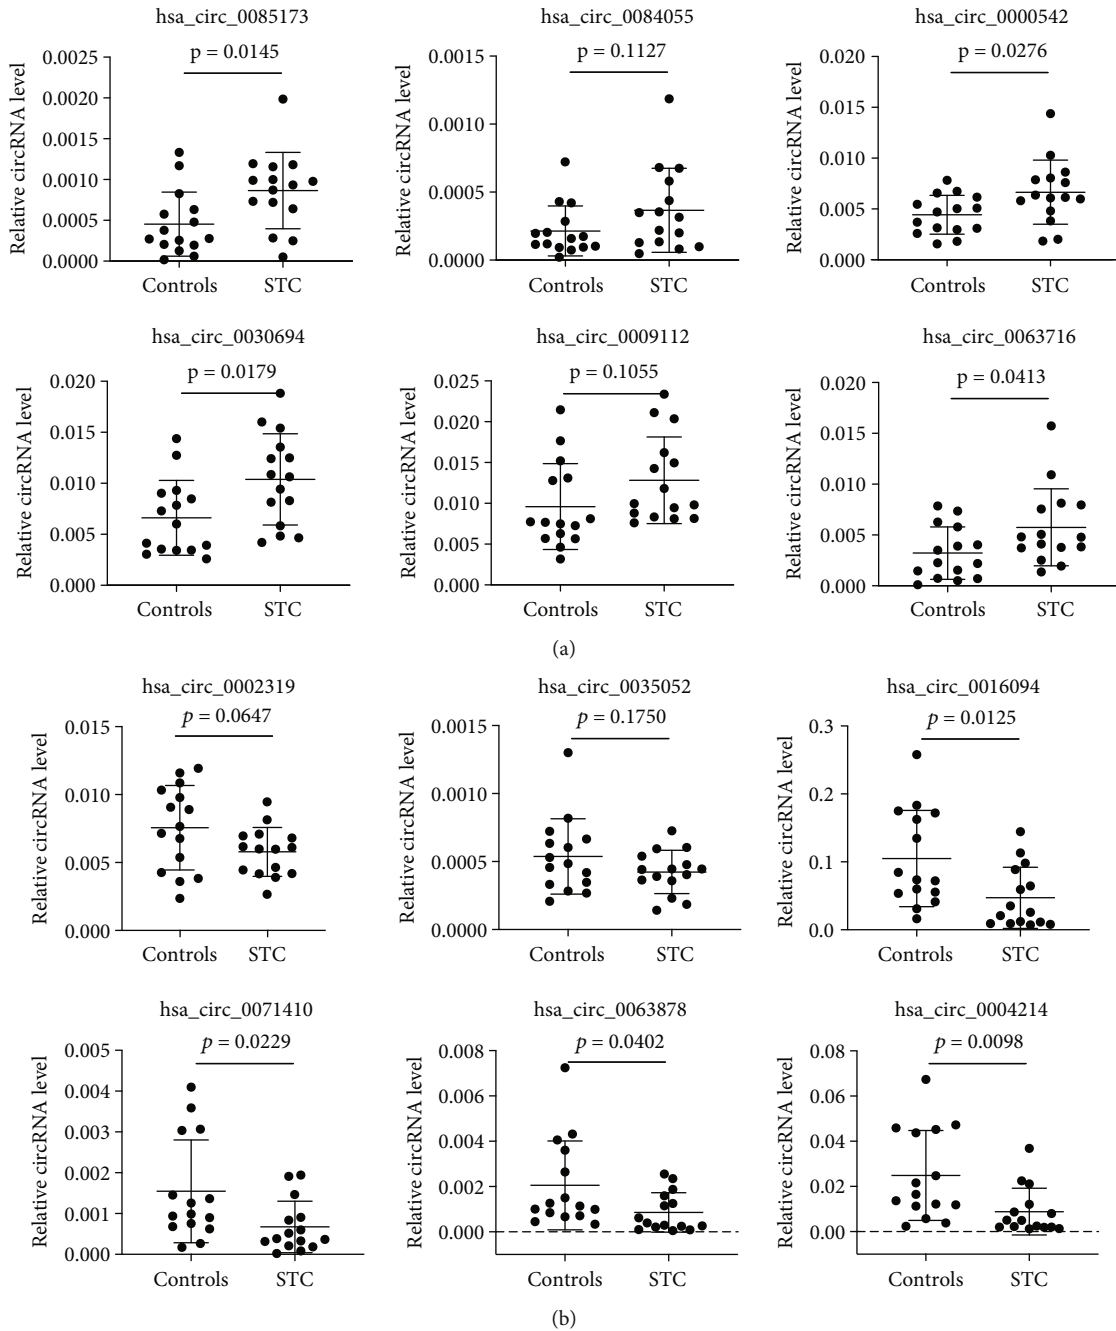 hsa_circ_0085173
p = 0.0145
Relative circRNA level
0.0025
0.0020
0.0015
0.0010
0.0005
0.0000
Controls STC
hsa_circ_0084055
p = 0.1127
Relative circRNA level
0.0015
0.0010
0.0005
0.0000
Controls STC
hsa_circ_0000542
p = 0.0276
Relative circRNA level
0.020
0.015
0.010
0.005
0.000
Controls STC
hsa_circ_0030694
p = 0.0179
Relative circRNA level
0.020
0.015
0.010
0.005
0.000
Controls STC
hsa_circ_0009112
p = 0.1055
Relative circRNA level
0.025
0.020
0.015
0.010
0.005
0.000
Controls STC
hsa_circ_0063716
p = 0.0413
Relative circRNA level
0.020
0.015
0.010
0.005
0.000
Controls STC
(a)
hsa_circ_0002319
p = 0.0647
Relative circRNA level
0.015
0.010
0.005
0.000
Controls STC
hsa_circ_0035052
p = 0.1750
Relative circRNA level
0.0015
0.0010
0.0005
0.0000
Controls STC
hsa_circ_0016094
p = 0.0125
Relative circRNA level
0.3
0.2
0.1
0.0
Controls STC
hsa_circ_0071410
p = 0.0229
Relative circRNA level
0.005
0.004
0.003
0.002
0.001
0.000
Controls STC
hsa_circ_0063878
p = 0.0402
Relative circRNA level
0.008
0.006
0.004
0.002
0.000
Controls STC
hsa_circ_0004214
p = 0.0098
Relative circRNA level
0.08
0.06
0.04
0.02
0.00
Controls STC
(b)